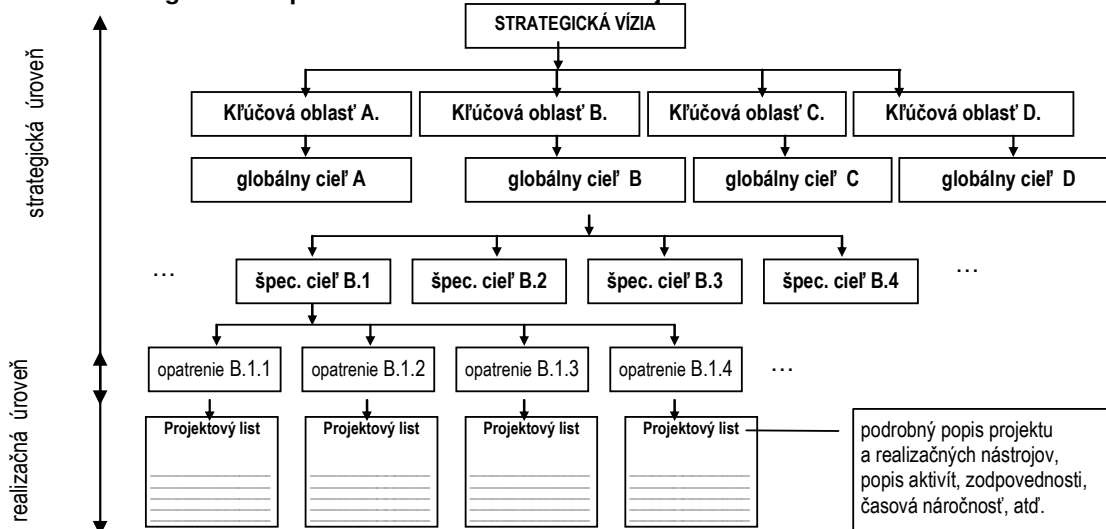 STRATEGICKÁ VÍZIA
Kľúčová oblasť A.
Kľúčová oblasť B.
Kľúčová oblasť C.
Kľúčová oblasť D.
globálny cieľ A
globálny cieľ B
globálny cieľ C
globálny cieľ D
strategická úroveň
...
špec. cieľ B.1
špec. cieľ B.2
špec. cieľ B.3
špec. cieľ B.4
...
opatrenie B.1.1
opatrenie B.1.2
opatrenie B.1.3
opatrenie B.1.4
...
realizačná úroveň
Projektový list
Projektový list
Projektový list
Projektový list
podrobný popis projektu
a realizačných nástrojov,
popis aktivít, zodpovednosti,
časová náročnosť, atď.